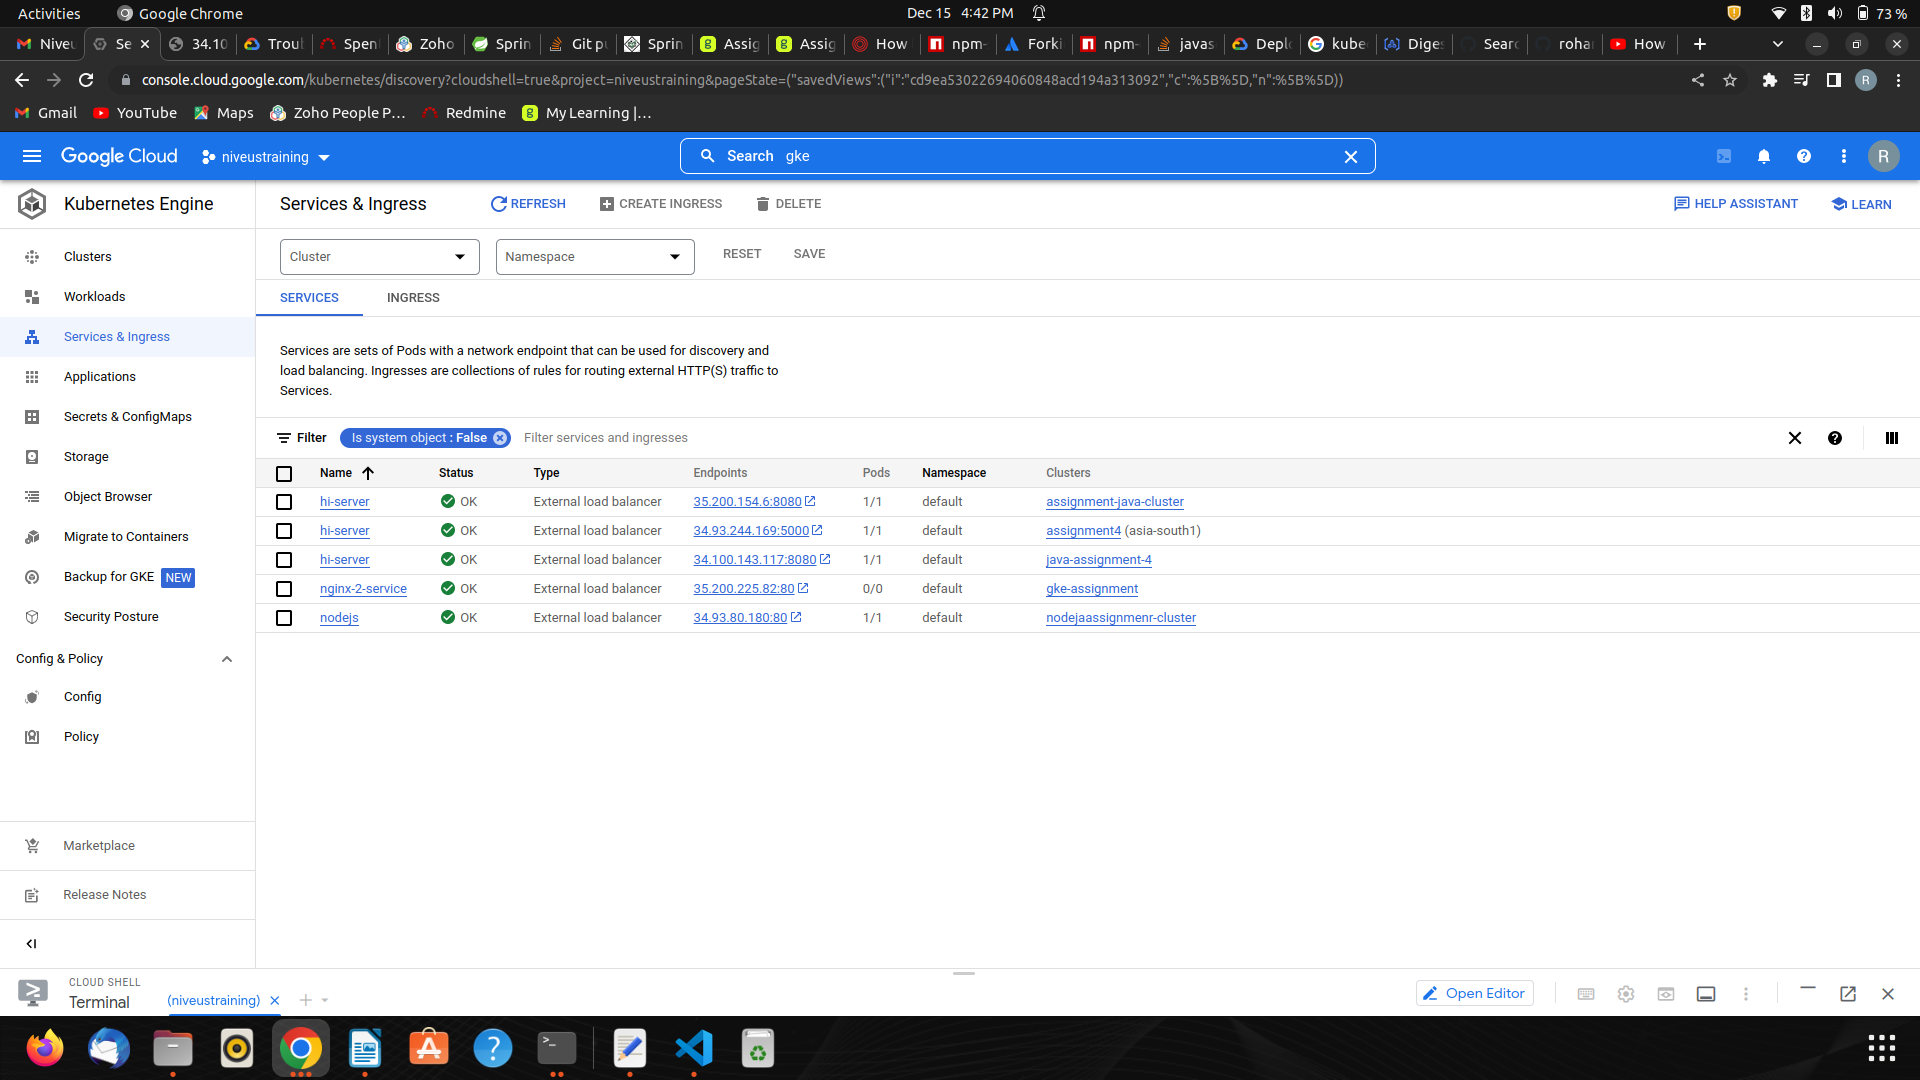 Activities Google Chrome Dec 15 4:42 PM 73 %
Niveu Se 34.10 Trou Spen Zoho Sprin Git pu Sprin Assig Assig How npm- Forki npm- javas Deplo kube Diges Searc rohar How
console.cloud.google.com/kubernetes/discovery?cloudshell=true&project=niveustraining&pageState=("savedViews":("i":"cd9ea53022694060848acd194a313092","c":%5B%5D,"n":%5B%5D)) R
Gmail YouTube Maps Zoho People P... Redmine My Learning |...
Google Cloud niveustraining Search gke R
Kubernetes Engine Services & Ingress REFRESH CREATE INGRESS DELETE HELP ASSISTANT LEARN
Clusters
Workloads
Services & Ingress
Applications
Secrets & ConfigMaps
Storage
Object Browser
Migrate to Containers
Backup for GKE NEW
Security Posture
Config & Policy
Config
Policy
Marketplace
Release Notes
Cluster Namespace RESET SAVE
SERVICES INGRESS
Services are sets of Pods with a network endpoint that can be used for discovery and
load balancing. Ingresses are collections of rules for routing external HTTP(S) traffic to
Services.
Filter Is system object : False Filter services and ingresses
Name Status Type Endpoints Pods Namespace Clusters
hi-server OK External load balancer 35.200.154.6:8080 1/1 default assignment-java-cluster
hi-server OK External load balancer 34.93.244.169:5000 1/1 default assignment4 (asia-south1)
hi-server OK External load balancer 34.100.143.117:8080 1/1 default java-assignment-4
nginx-2-service OK External load balancer 35.200.225.82:80 0/0 default gke-assignment
nodejs OK External load balancer 34.93.80.180:80 1/1 default nodejaassignmenr-cluster
CLOUD SHELL
Terminal (niveustraining) Open Editor